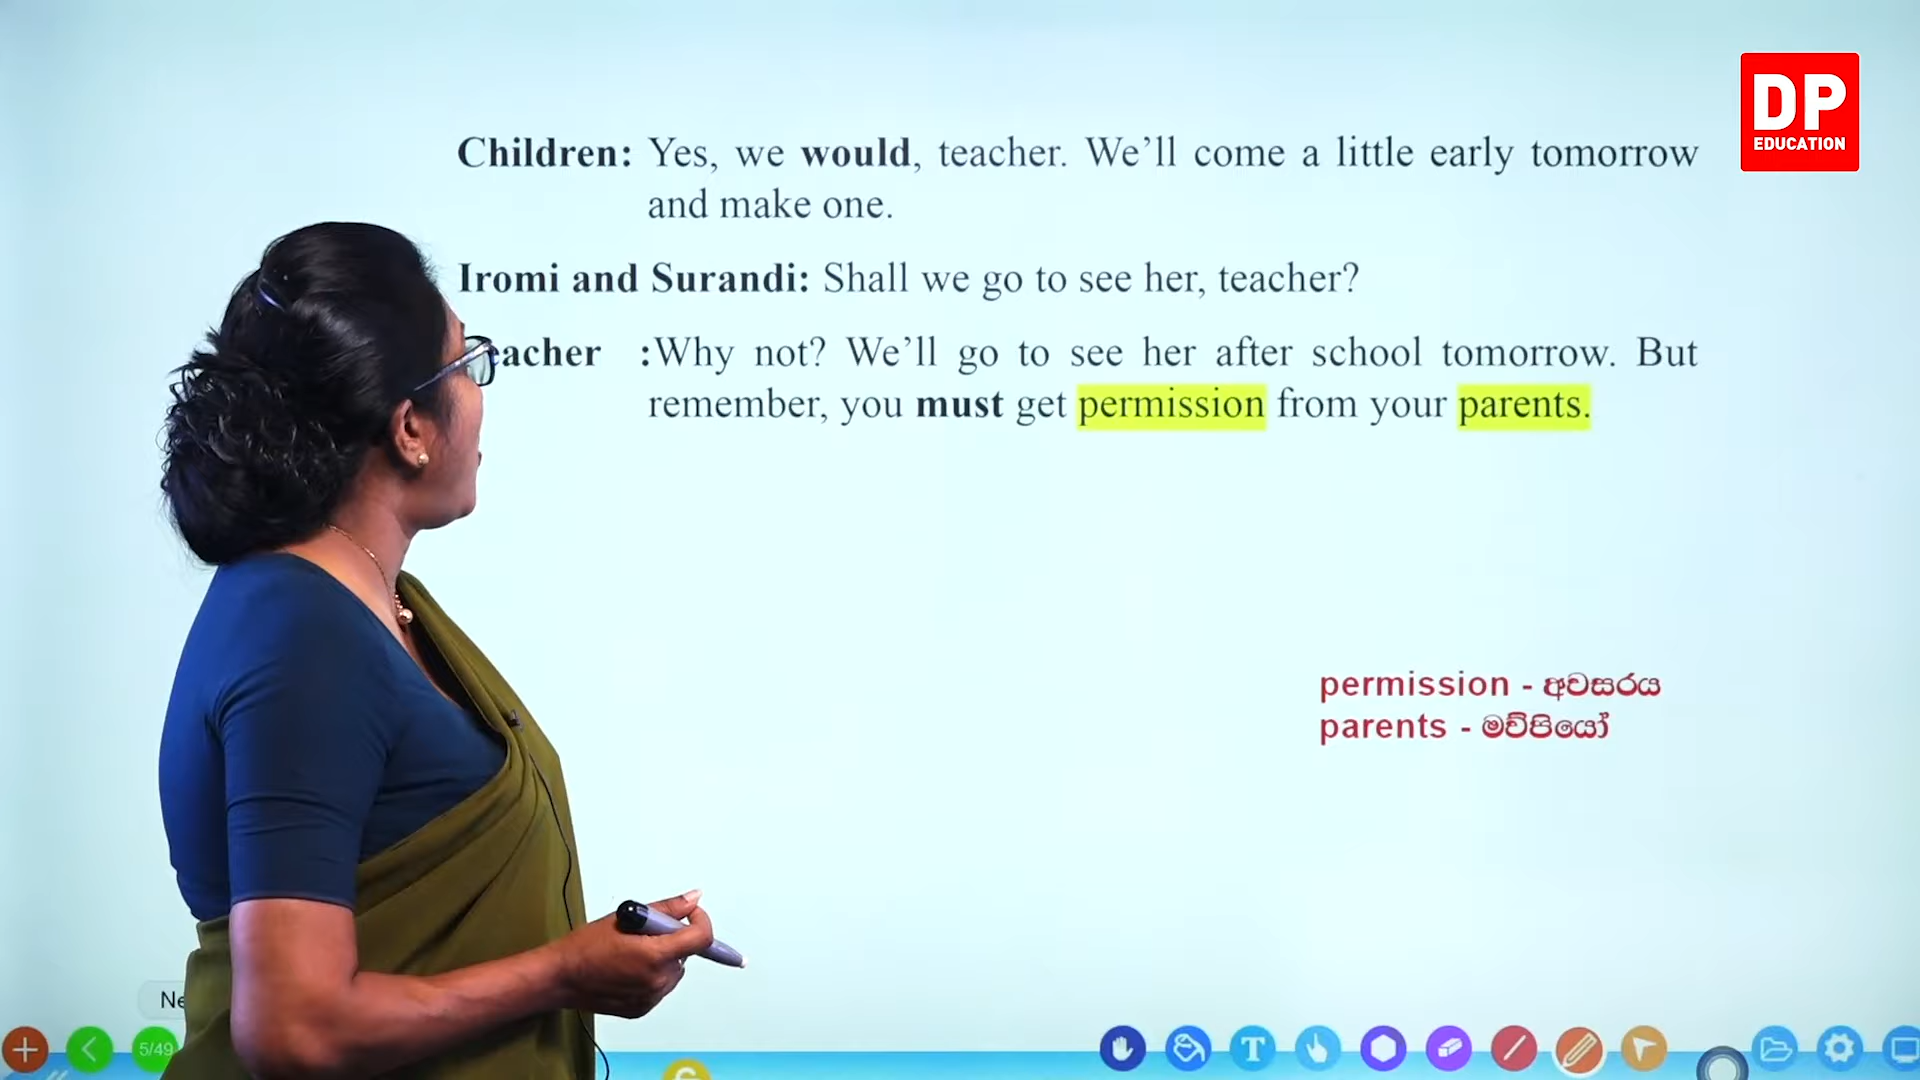 DP
EDUCATION
Children: Yes, we would, teacher. We’ll come a little early tomorrow
and make one.
Iromi and Surandi: Shall we go to see her, teacher?
eacher :Why not? We’ll go to see her after school tomorrow. But
remember, you must get permission from your parents.
permission - අවසරය
parents - මව්පියෝ
Ne
5/49
T